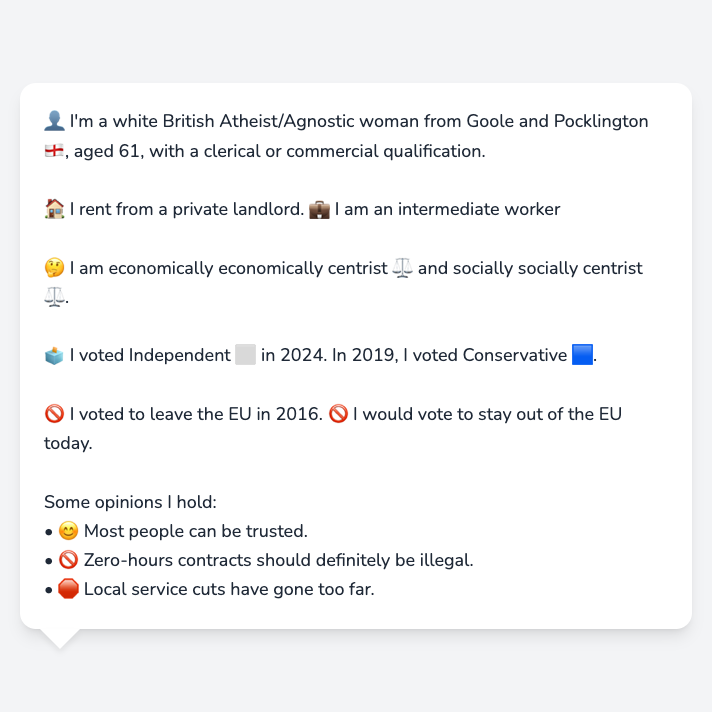 👤 I'm a white British Atheist/Agnostic woman from Goole and Pocklington
🏴󠁧󠁢󠁥󠁮󠁧󠁿, aged 61, with a clerical or commercial qualification.
🏠 I rent from a private landlord. 💼 I am an intermediate worker
🤔 I am economically economically centrist ⚖️ and socially socially centrist
⚖️.
🗳️ I voted Independent ⬜ in 2024. In 2019, I voted Conservative 🟦.
🚫 I voted to leave the EU in 2016. 🚫 I would vote to stay out of the EU
today.
Some opinions I hold:
• 😊 Most people can be trusted.
• 🚫 Zero-hours contracts should definitely be illegal.
• 🛑 Local service cuts have gone too far.